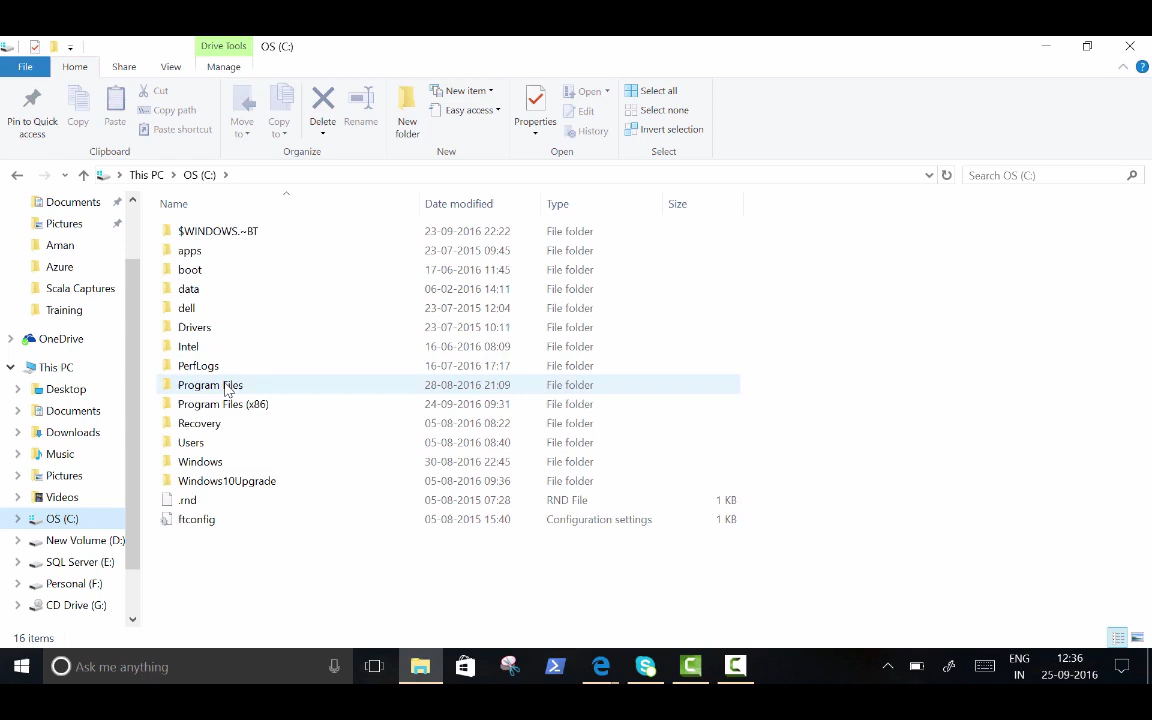 Drive Tools
OS (C:)
File
Home
Share
View
Manage
Pin to Quick access
Copy
Paste
Cut
Copy path
Paste shortcut
Clipboard
Move to
Copy to
Delete
Rename
Organize
New folder
New item
Easy access
New
Properties
Open
Edit
History
Open
Select all
Select none
Invert selection
Select
This PC
OS (C:)
Search OS (C:)
Documents
Pictures
Aman
Azure
Scala Captures
Training
OneDrive
This PC
Desktop
Documents
Downloads
Music
Pictures
Videos
OS (C:)
New Volume (D:)
SQL Server (E:)
Personal (F:)
CD Drive (G:)
Name Date modified Type Size
$WINDOWS.~BT 23-09-2016 22:22 File folder
apps 23-07-2015 09:45 File folder
boot 17-06-2016 11:45 File folder
data 06-02-2016 14:11 File folder
dell 23-07-2015 12:04 File folder
Drivers 23-07-2015 10:11 File folder
Intel 16-06-2016 08:09 File folder
PerfLogs 16-07-2016 17:17 File folder
Program Files 28-08-2016 21:09 File folder
Program Files (x86) 24-09-2016 09:31 File folder
Recovery 05-08-2016 08:22 File folder
Users 05-08-2016 08:40 File folder
Windows 30-08-2016 22:45 File folder
Windows10Upgrade 05-08-2016 09:36 File folder
.rnd 05-08-2015 07:28 RND File 1 KB
ftconfig 05-08-2015 15:40 Configuration settings 1 KB
16 items
Ask me anything
ENG
IN
12:36
25-09-2016